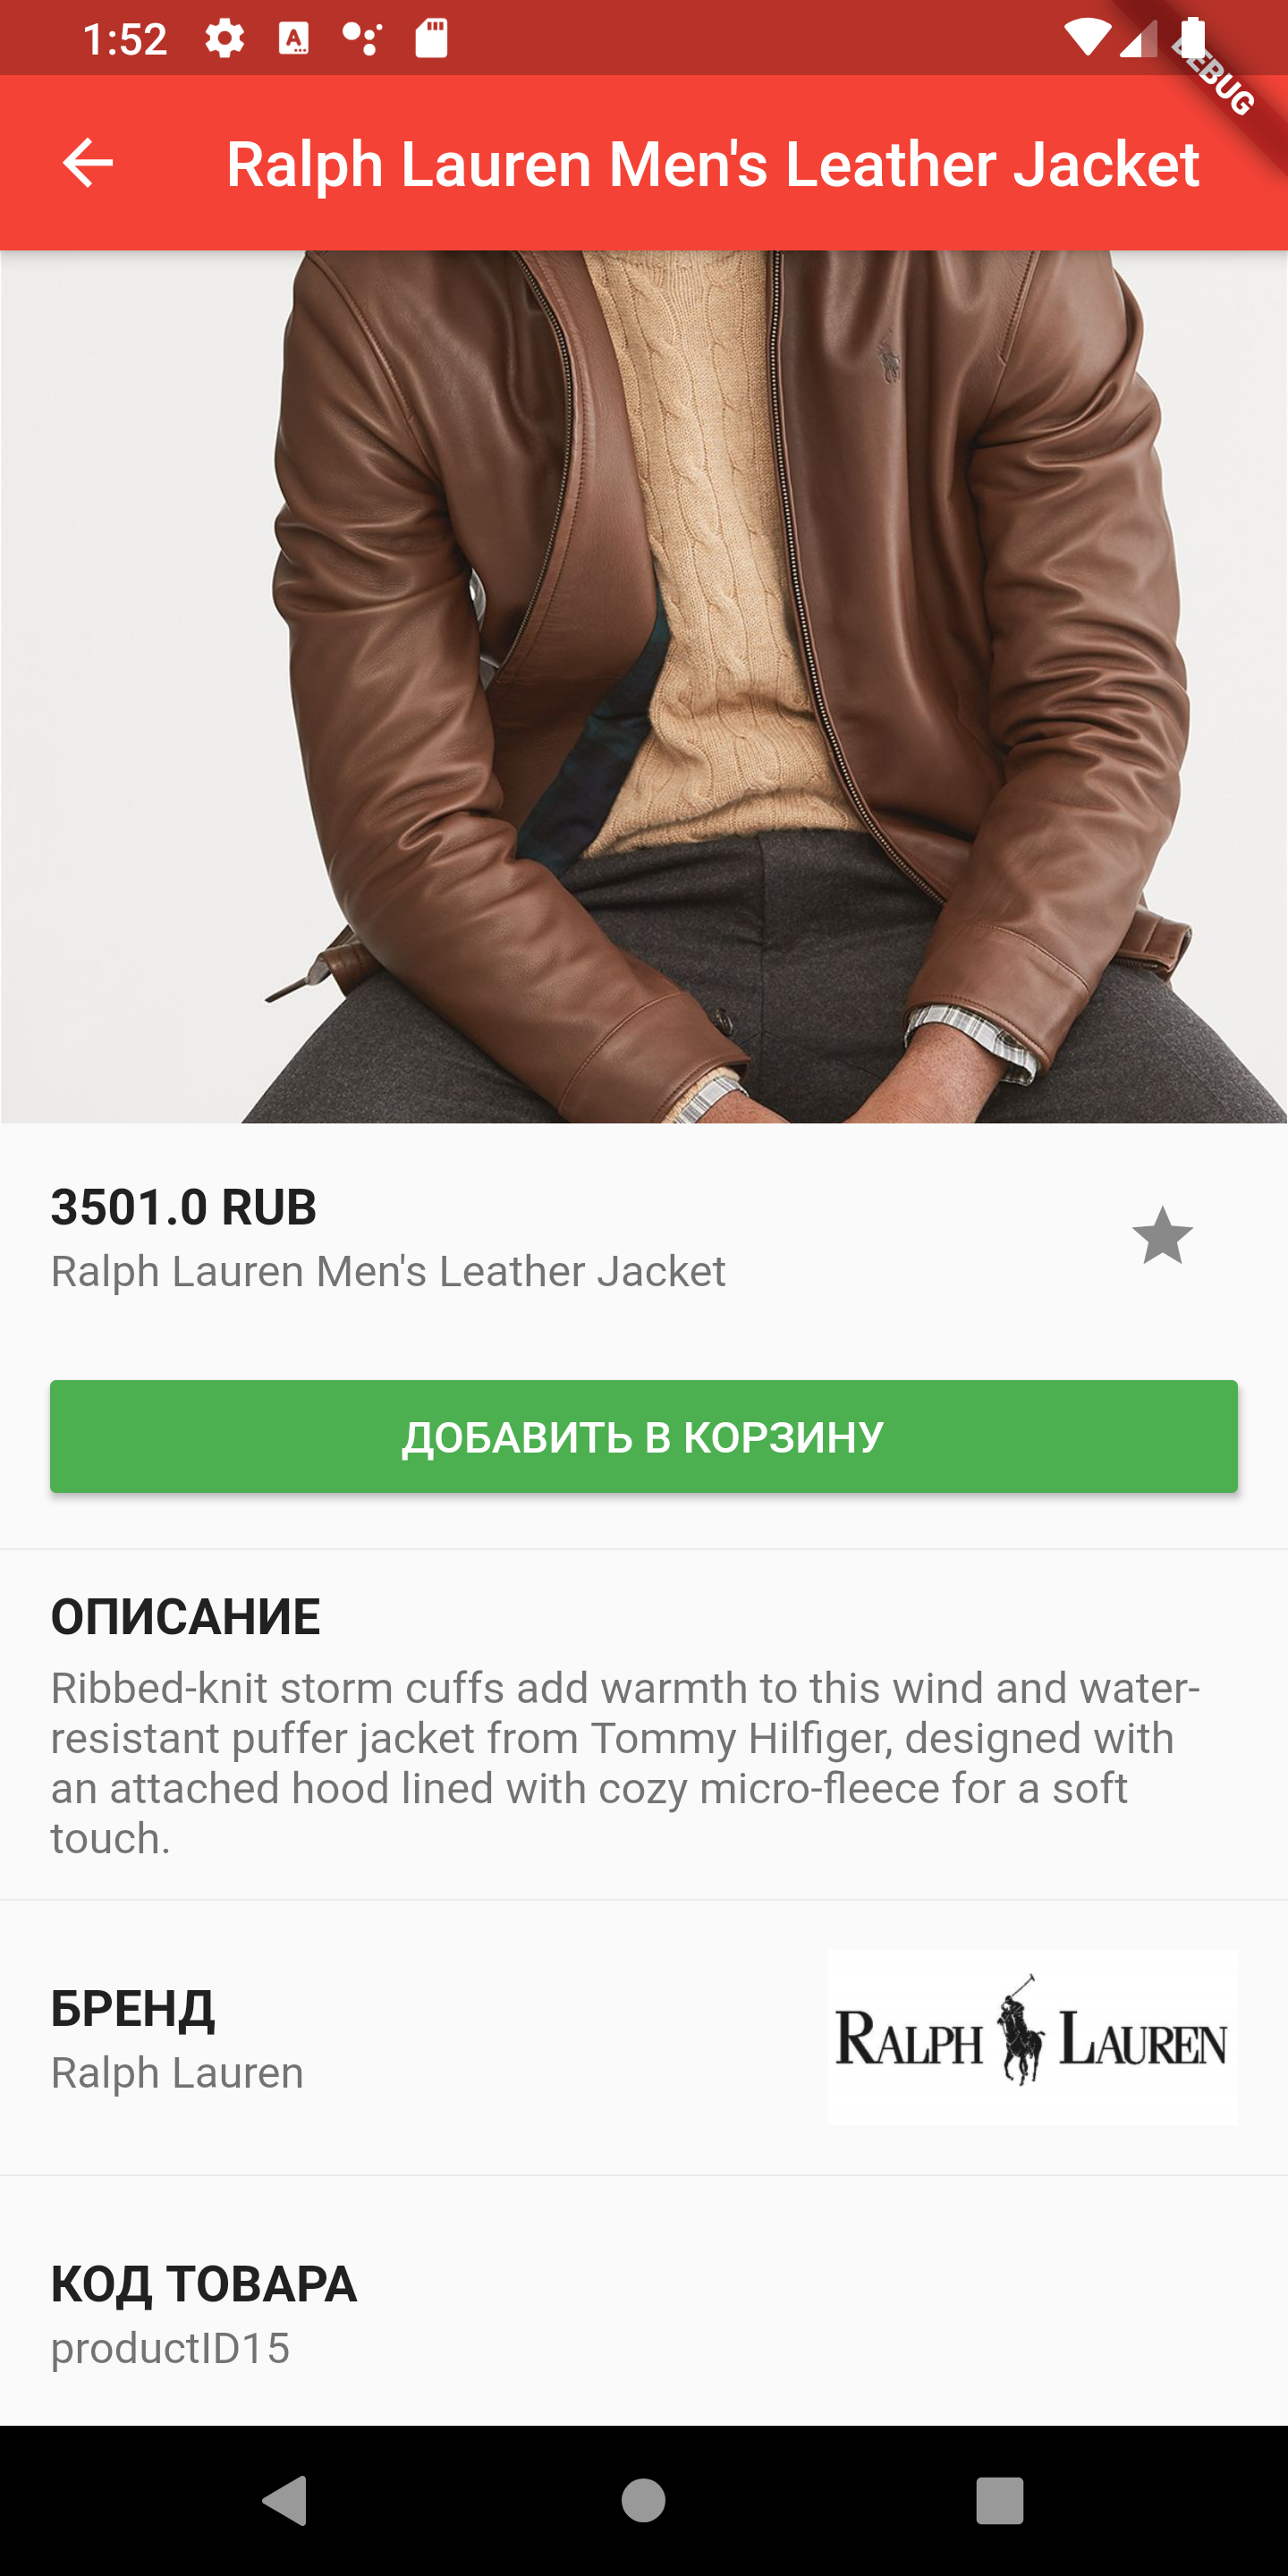 1:52
DEBUG
Ralph Lauren Men's Leather Jacket
3501.0 RUB
Ralph Lauren Men's Leather Jacket
ДОБАВИТЬ В КОРЗИНУ
ОПИСАНИЕ
Ribbed-knit storm cuffs add warmth to this wind and water-
resistant puffer jacket from Tommy Hilfiger, designed with
an attached hood lined with cozy micro-fleece for a soft
touch.
БРЕНД
Ralph Lauren
RALPH LAUREN
КОД ТОВАРА
productID15